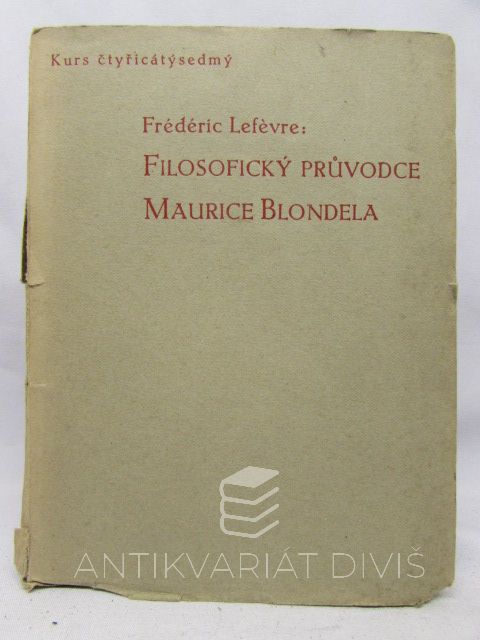 Kurs čtyřicátýsedmý
Frédéric Lefèvre:
FILOSOFICKÝ PRŮVODCE
MAURICE BLONDELA
ANTIKVARIÁT DIVIŠ